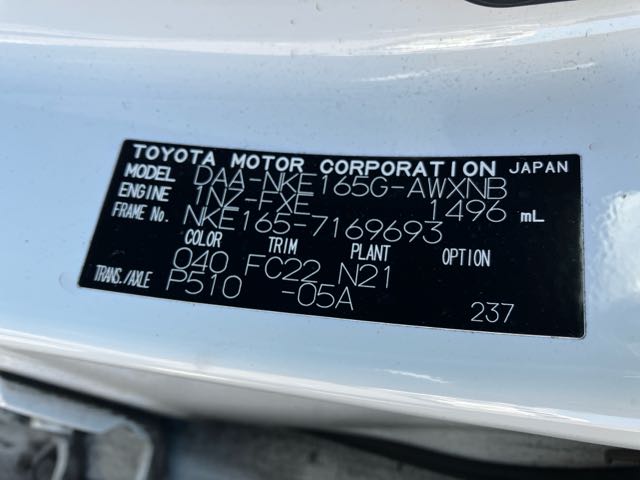 TOYOTA MOTOR CORPORATION JAPAN
MODEL DAA-NKE165G-AWXNB
ENGINE 1NZ-FXE 1496 mL
FRAME No. NKE165-7169693
COLOR TRIM PLANT OPTION
040 FC22 N21
TRANS./AXLE P510 -05A
237